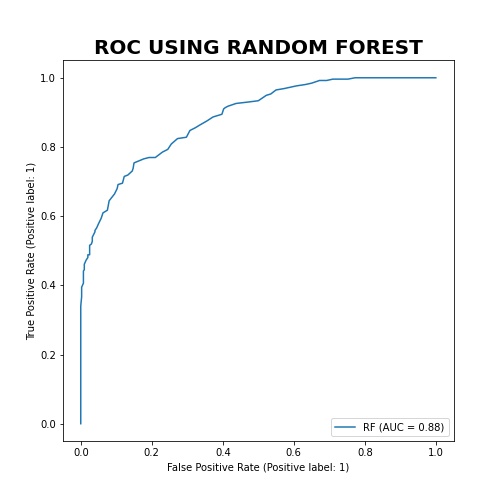 ROC USING RANDOM FOREST
True Positive Rate (Positive label: 1)
1.0
0.8
0.6
0.4
0.2
0.0
RF (AUC = 0.88)
0.0 0.2 0.4 0.6 0.8 1.0
False Positive Rate (Positive label: 1)